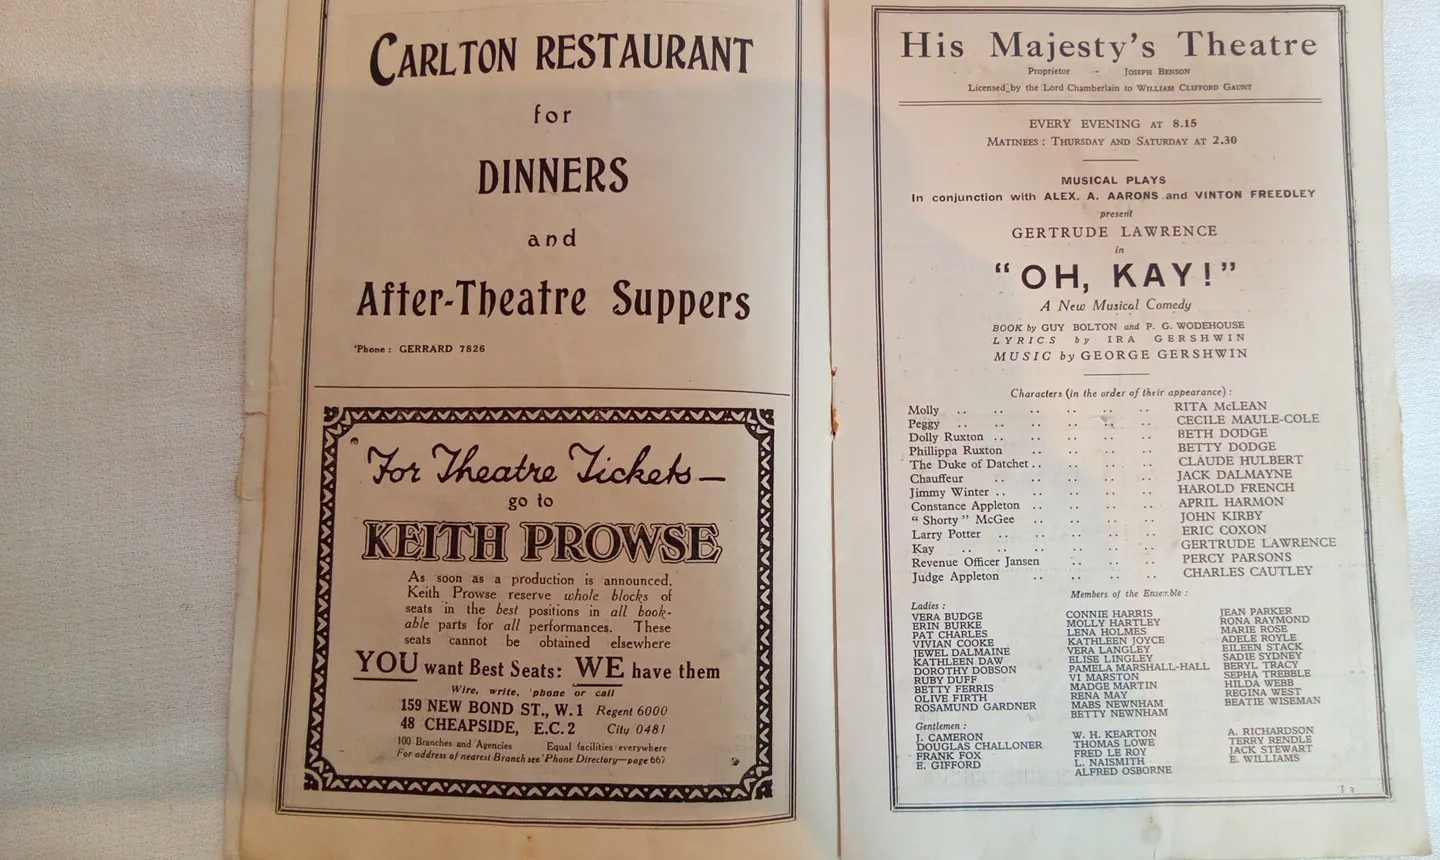 CARLTON RESTAURANT
for
DINNERS
and
After-Theatre Suppers
'Phone: GERRARD 7826
For Theatre Tickets—
go to
KEITH PROWSE
As soon as a production is announced.
Keith Prowse reserve whole blocks of
seats in the best positions in all book-
able parts for all performances. These
seats cannot be obtained elsewhere
YOU want Best Seats: WE have them
Wire, write, 'phone or call
159 NEW BOND ST., W.1 Regent 6000
48 CHEAPSIDE, E.C.2 City 0481
100 Branches and Agencies Equal facilities everywhere
For address of nearest Branch see 'Phone Directory—page 667
His Majesty's Theatre
Proprietor - JOSEPH BENSON
Licensed by the Lord Chamberlain to WILLIAM CLIFFORD GAUNT
EVERY EVENING AT 8.15
MATINEES: THURSDAY AND SATURDAY AT 2.30
MUSICAL PLAYS
In conjunction with ALEX. A. AARONS and VINTON FREEDLEY
present
GERTRUDE LAWRENCE
in
"OH, KAY!"
A New Musical Comedy
BOOK by GUY BOLTON and P. G. WODEHOUSE
LYRICS by IRA GERSHWIN
MUSIC by GEORGE GERSHWIN
Characters (in the order of their appearance):
Molly .. .. .. .. .. .. RITA McLEAN
Peggy .. .. .. .. .. .. CECILE MAULE-COLE
Dolly Ruxton .. .. .. .. .. BETH DODGE
Phillippa Ruxton .. .. .. .. BETTY DODGE
The Duke of Datchet .. .. .. .. .. CLAUDE HULBERT
Chauffeur .. .. .. .. .. JACK DALMAYNE
Jimmy Winter .. .. .. .. .. HAROLD FRENCH
Constance Appleton .. .. .. .. APRIL HARMON
"Shorty" McGee .. .. .. .. JOHN KIRBY
Larry Potter .. .. .. .. .. ERIC COXON
Kay .. .. .. .. .. .. GERTRUDE LAWRENCE
Revenue Officer Jansen .. .. .. PERCY PARSONS
Judge Appleton .. .. .. .. CHARLES CAUTLEY
Members of the Ensemble:
Ladies:
VERA BUDGE CONNIE HARRIS JEAN PARKER
ERIN BURKE MOLLY HARTLEY RONA RAYMOND
PAT CHARLES LENA HOLMES MARIE ROSE
VIVIAN COOKE KATHLEEN JOYCE ADELE ROYLE
JEWEL DALMAINE VERA LANGLEY EILEEN STACK
KATHLEEN DAW ELISE LINGLEY SADIE SYDNEY
DOROTHY DOBSON PAMELA MARSHALL-HALL BERYL TRACY
RUBY DUFF VI MARSTON SEPHA TREBBLE
BETTY FERRIS MADGE MARTIN HILDA WEBB
OLIVE FIRTH RENA MAY REGINA WEST
ROSAMUND GARDNER MABS NEWNHAM BEATIE WISEMAN
BETTY NEWNHAM
Gentlemen:
J. CAMERON W. H. KEARTON A. RICHARDSON
DOUGLAS CHALLONER THOMAS LOWE TERRY RENDLE
FRANK FOX FRED LE ROY JACK STEWART
E. GIFFORD L. NAISMITH E. WILLIAMS
ALFRED OSBORNE
13